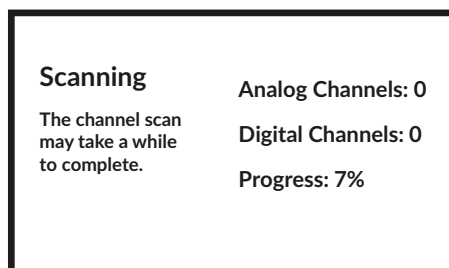 Scanning
The channel scan
may take a while
to complete.
Analog Channels: 0
Digital Channels: 0
Progress: 7%